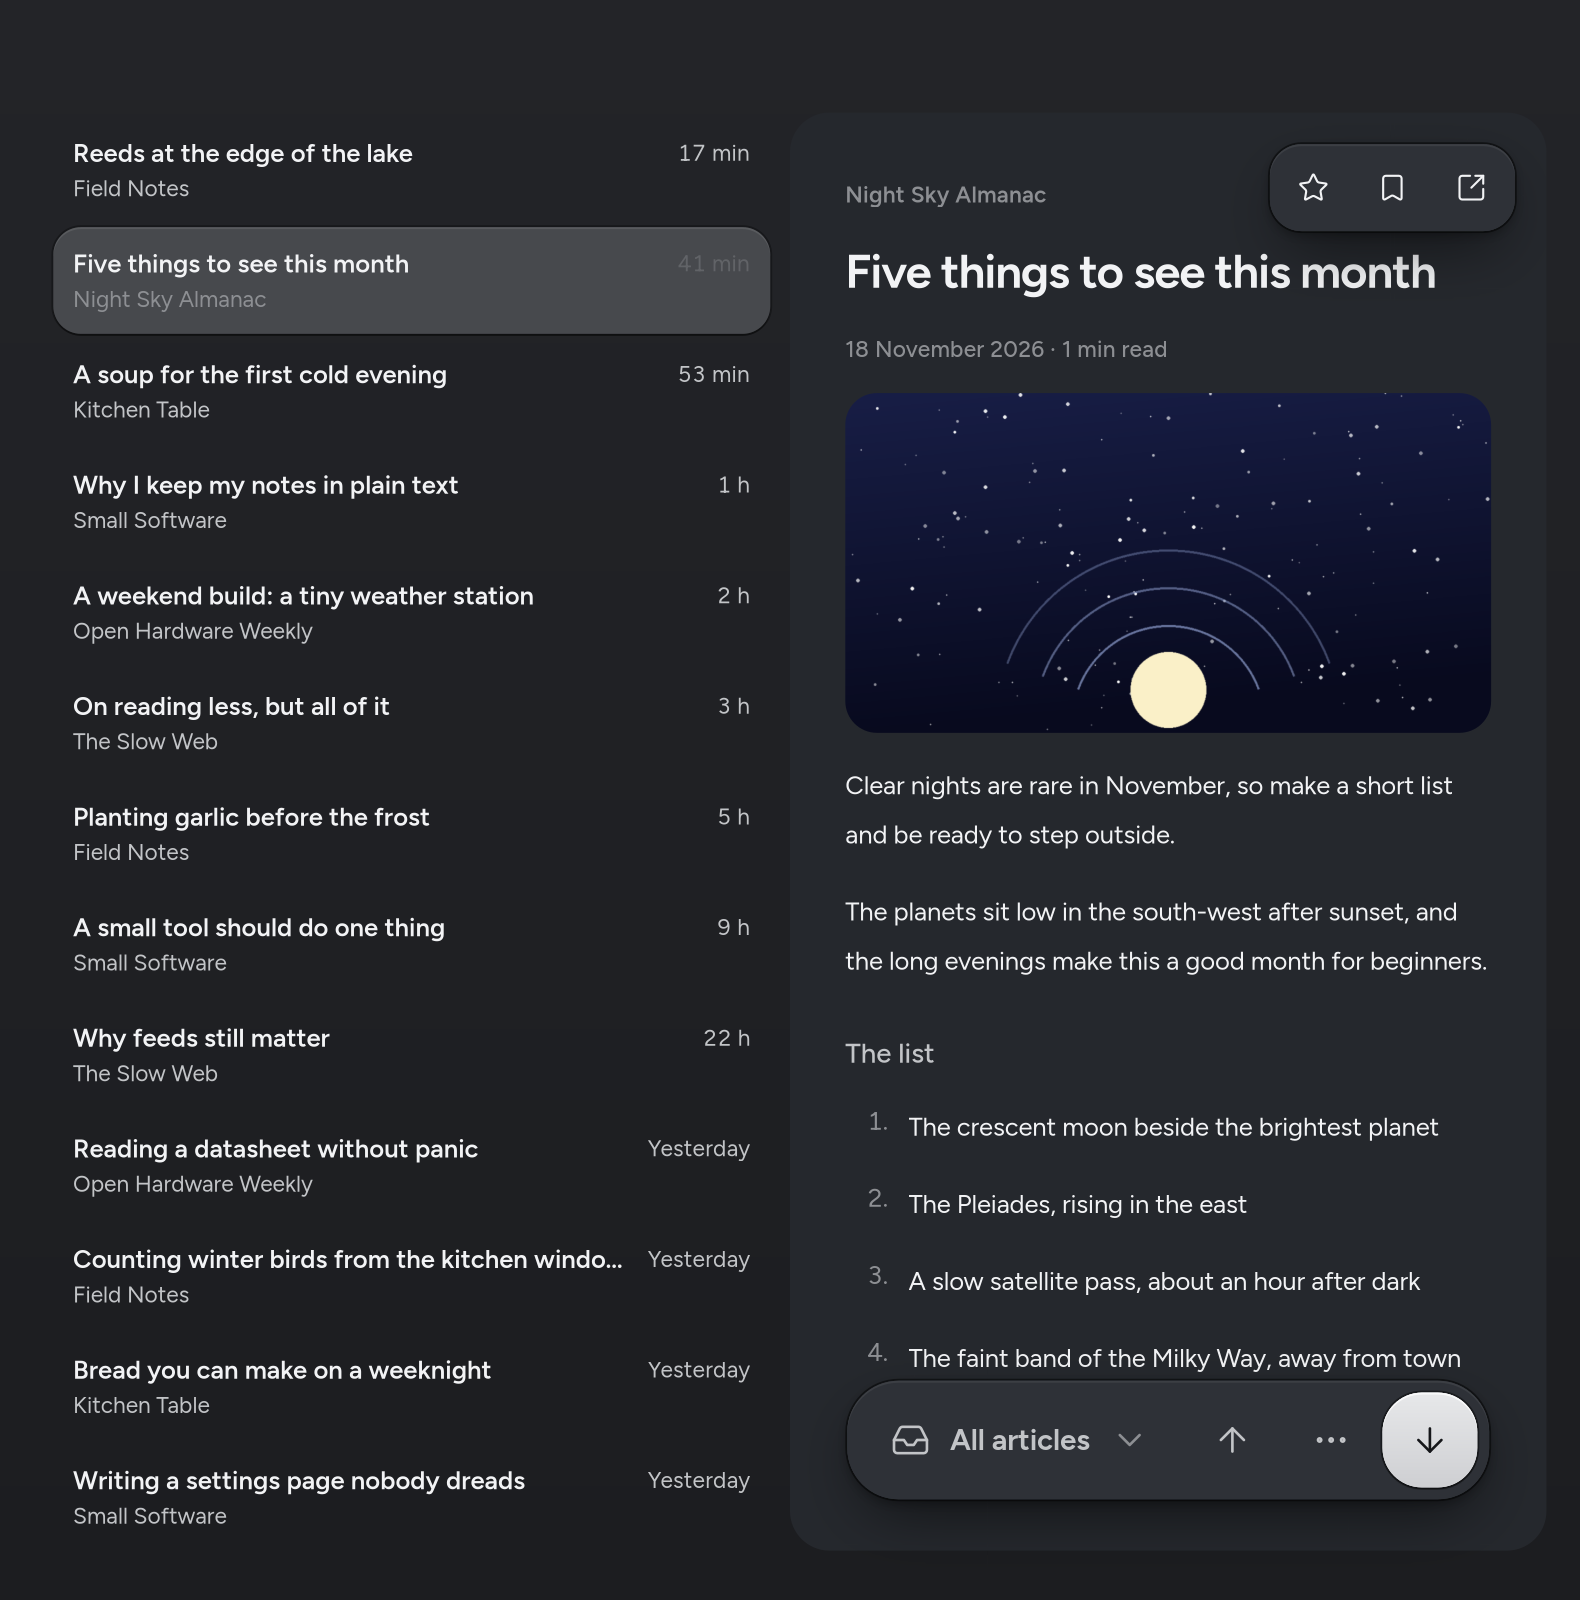 Reeds at the edge of the lake
17 min
Field Notes
Five things to see this month
41 min
Night Sky Almanac
A soup for the first cold evening
53 min
Kitchen Table
Why I keep my notes in plain text
1 h
Small Software
A weekend build: a tiny weather station
2 h
Open Hardware Weekly
On reading less, but all of it
3 h
The Slow Web
Planting garlic before the frost
5 h
Field Notes
A small tool should do one thing
9 h
Small Software
Why feeds still matter
22 h
The Slow Web
Reading a datasheet without panic
Yesterday
Open Hardware Weekly
Counting winter birds from the kitchen windo...
Yesterday
Field Notes
Bread you can make on a weeknight
Yesterday
Kitchen Table
Writing a settings page nobody dreads
Yesterday
Small Software
Night Sky Almanac
Five things to see this month
18 November 2026 · 1 min read
Clear nights are rare in November, so make a short list
and be ready to step outside.
The planets sit low in the south-west after sunset, and
the long evenings make this a good month for beginners.
The list
1. The crescent moon beside the brightest planet
2. The Pleiades, rising in the east
3. A slow satellite pass, about an hour after dark
4. The faint band of the Milky Way, away from town
All articles